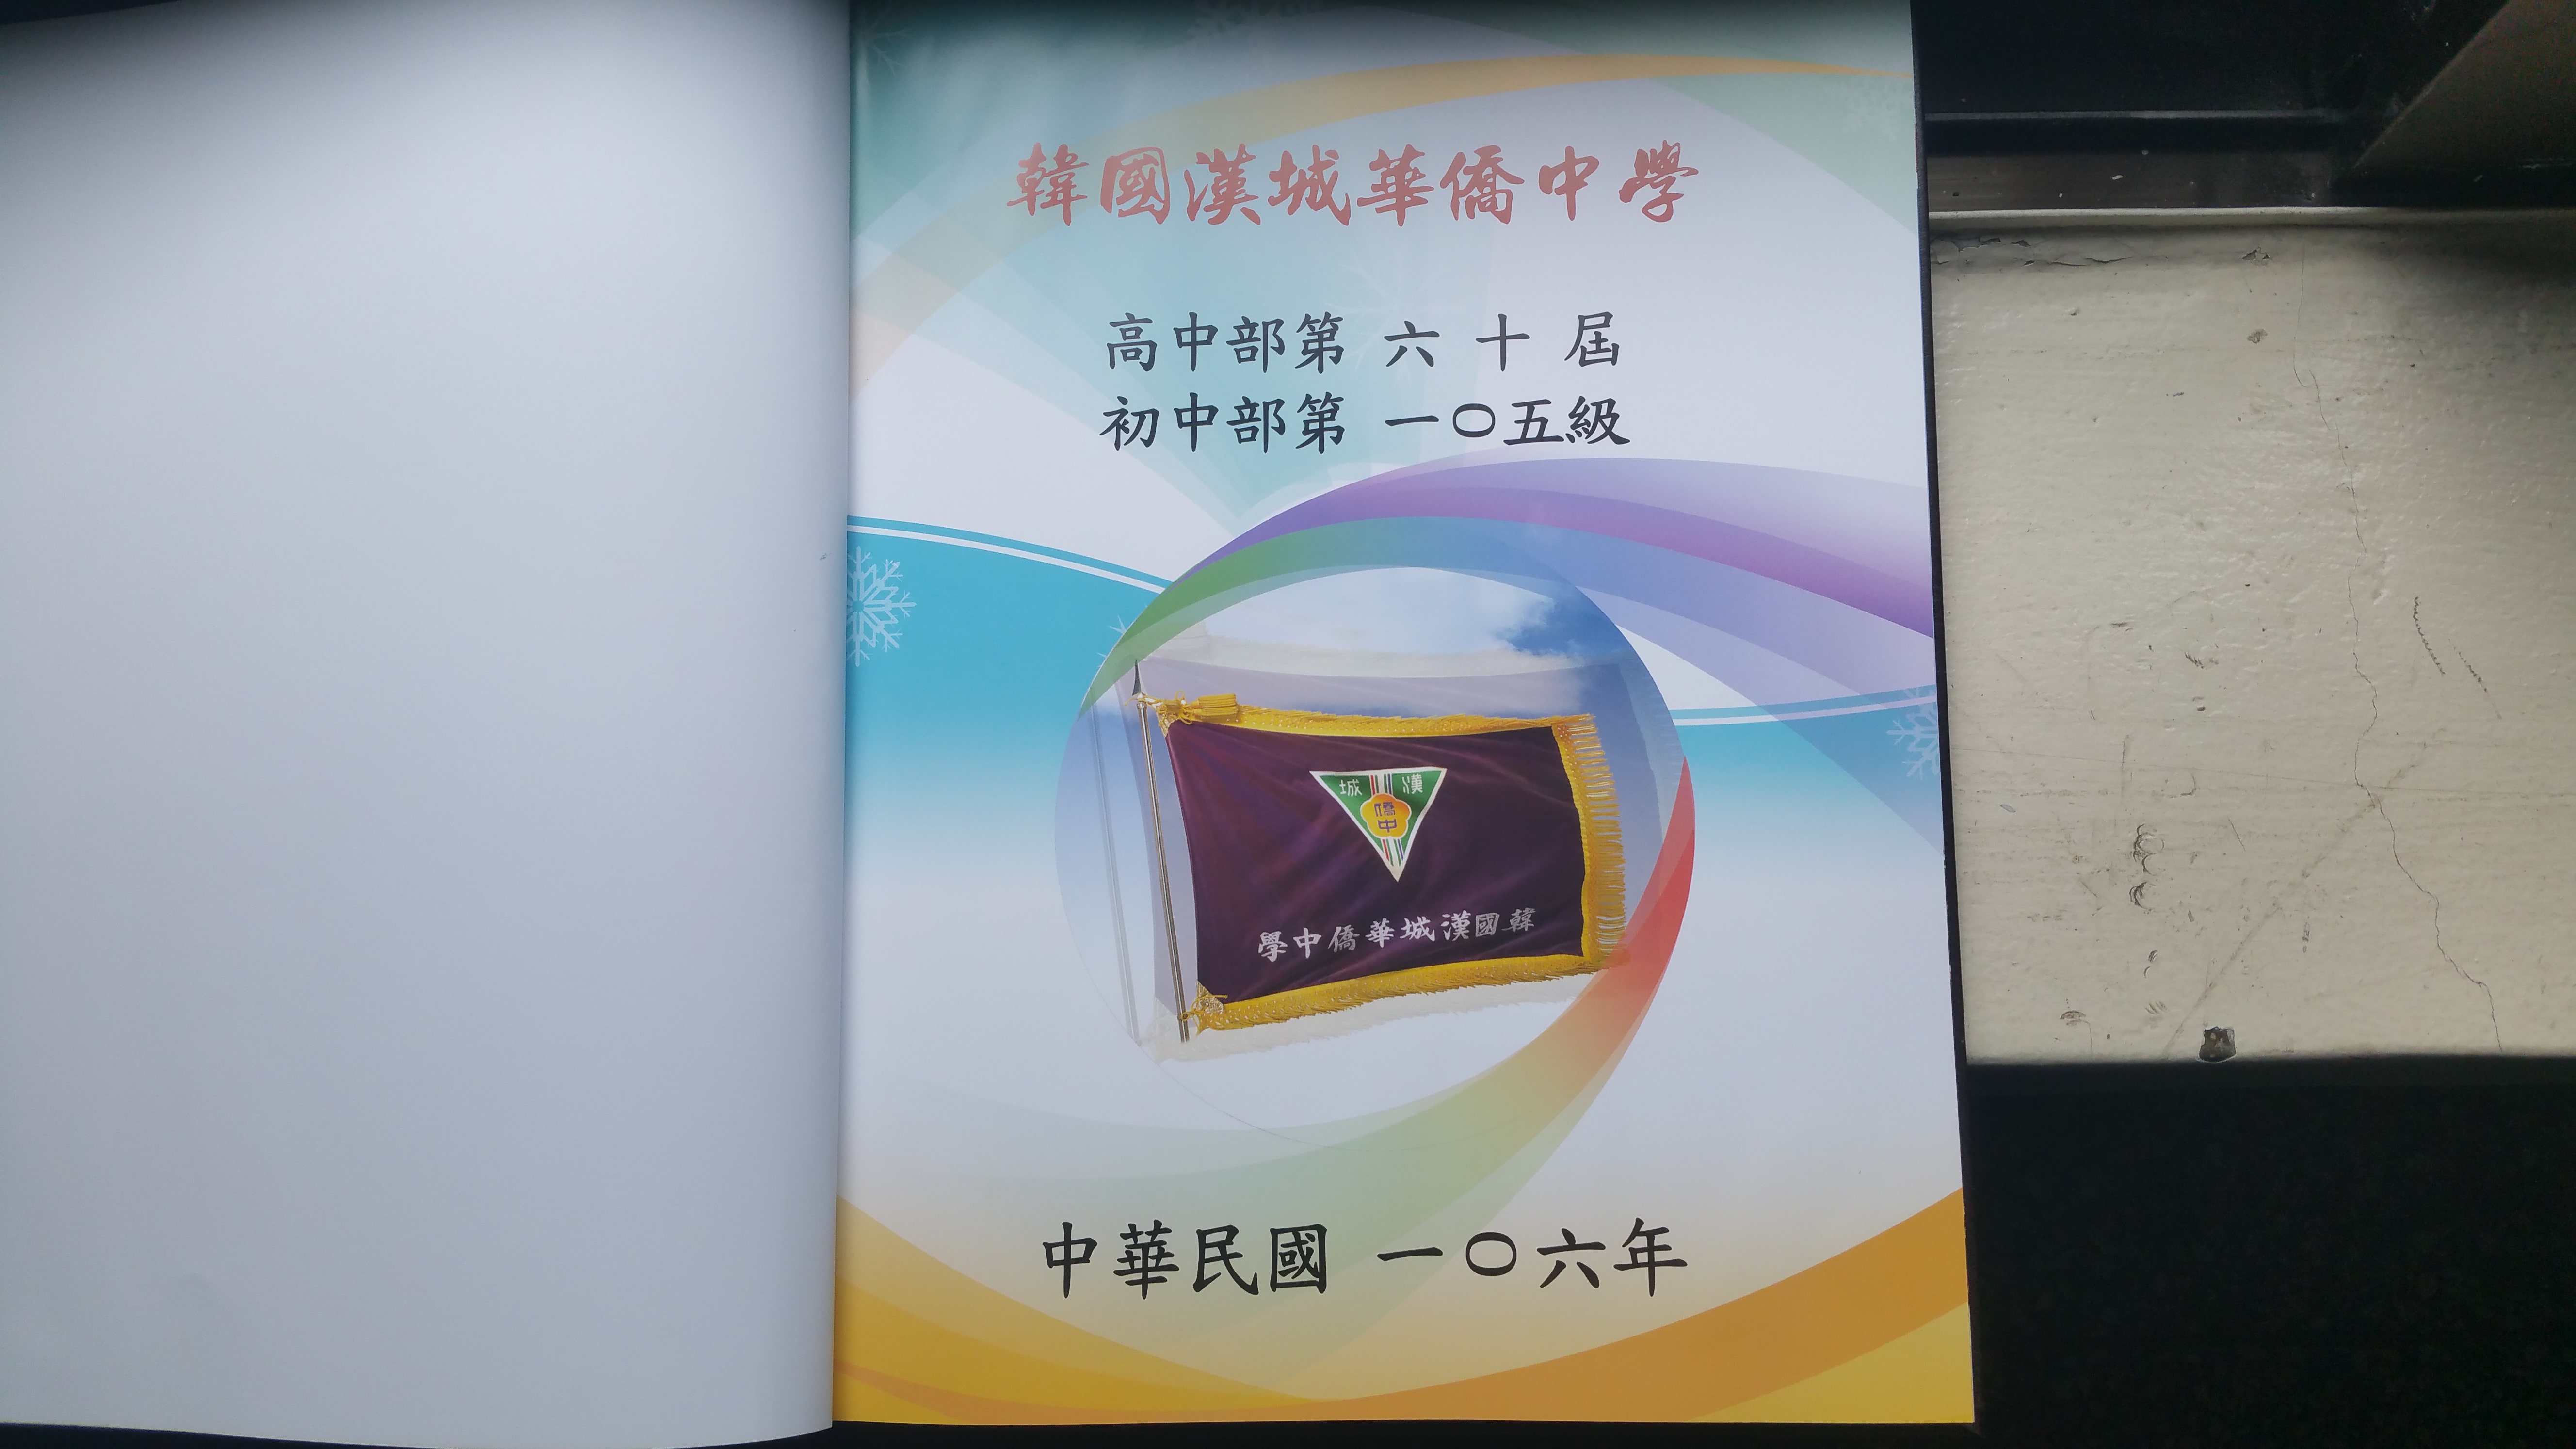 韓國漢城華僑中學
高中部第 六 十 屆
初中部第 一〇五級
漢城
僑中
韓國漢城華僑中學
中華民國 一〇六年